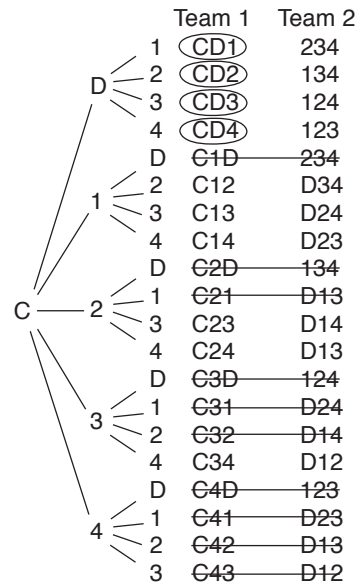 Team 1 Team 2
1 CD1 234
2 CD2 134
D
3 CD3 124
4 CD4 123
D C1D 234
2 C12 D34
1
3 C13 D24
4 C14 D23
D C2D 134
1 C21 D13
C 2
3 C23 D14
4 C24 D13
D C3D 124
1 C31 D24
3
2 C32 D14
4 C34 D12
D C4D 123
1 C41 D23
4
2 C42 D13
3 C43 D12